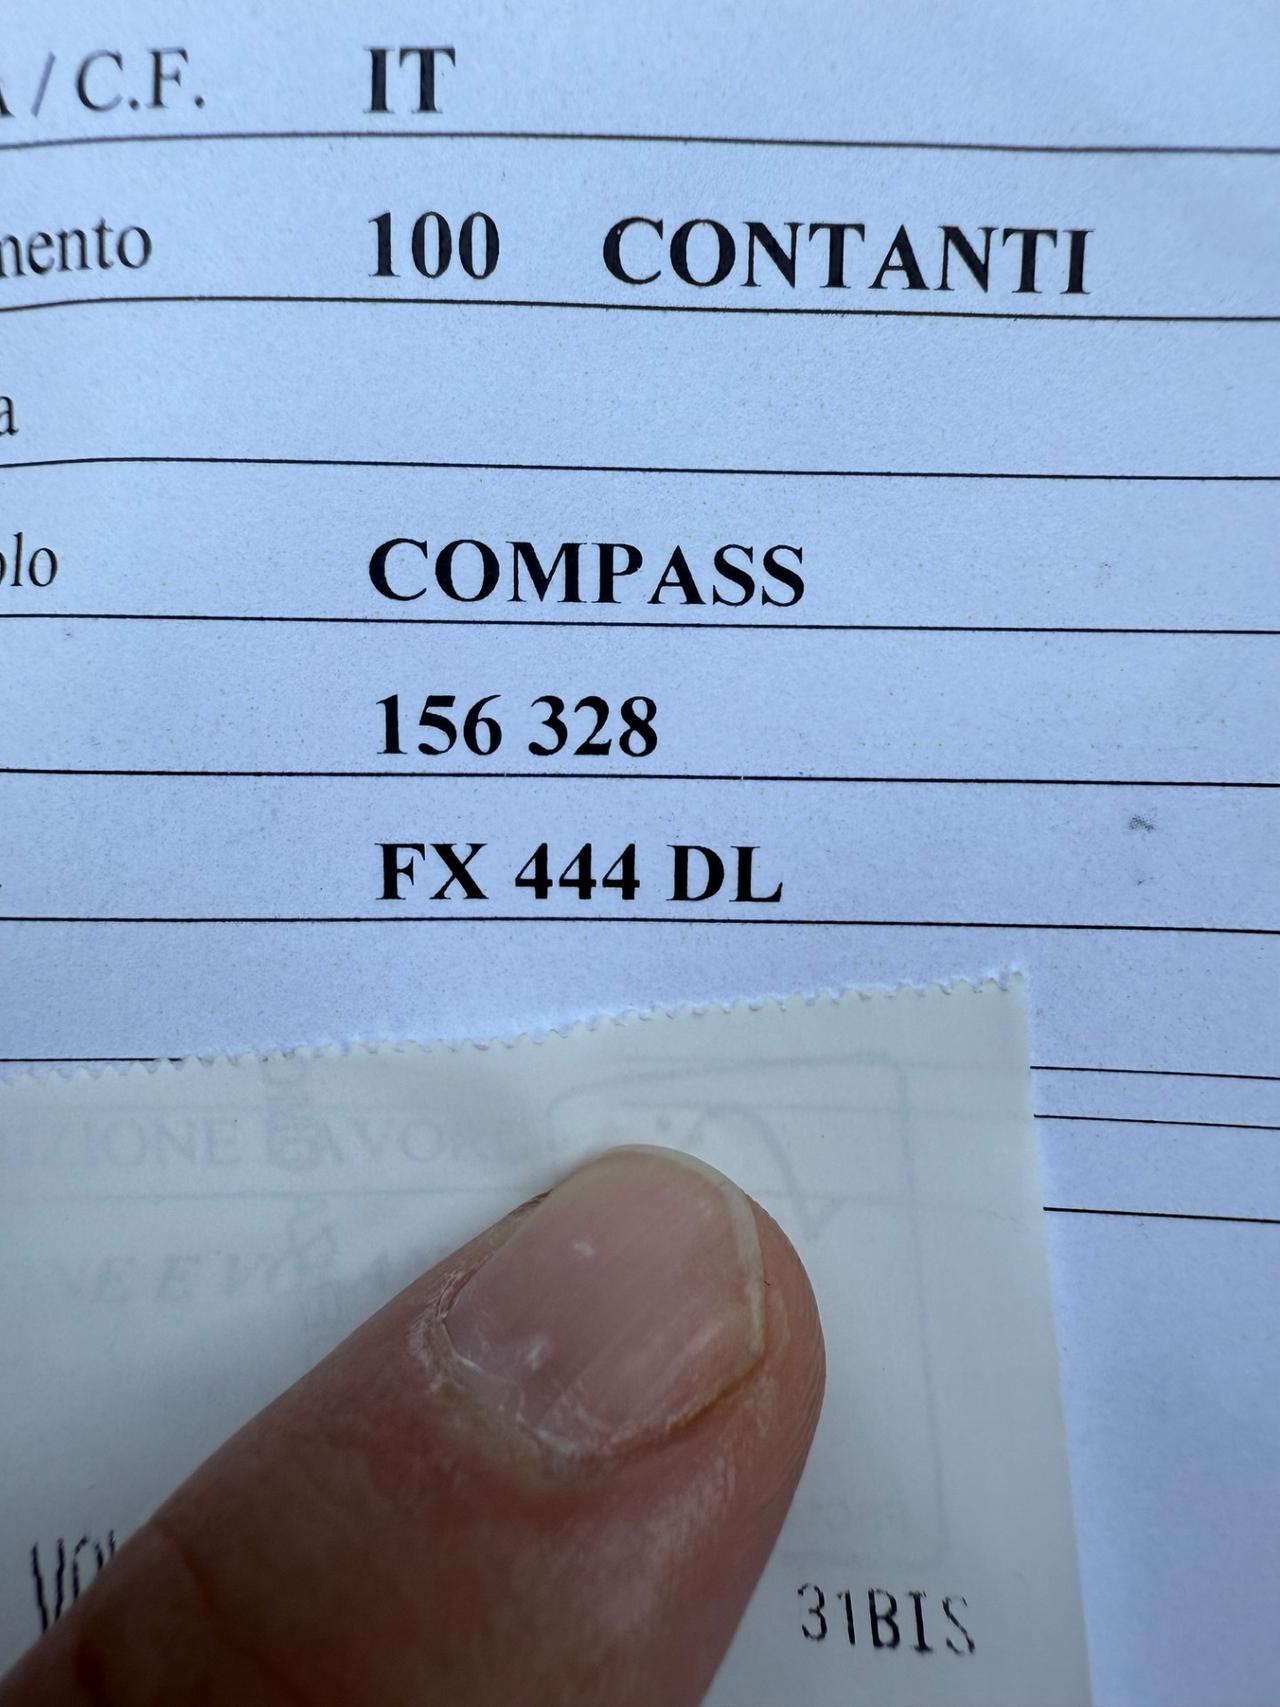 / C.F. IT
mento 100 CONTANTI
a
olo COMPASS
156 328
FX 444 DL
31BIS